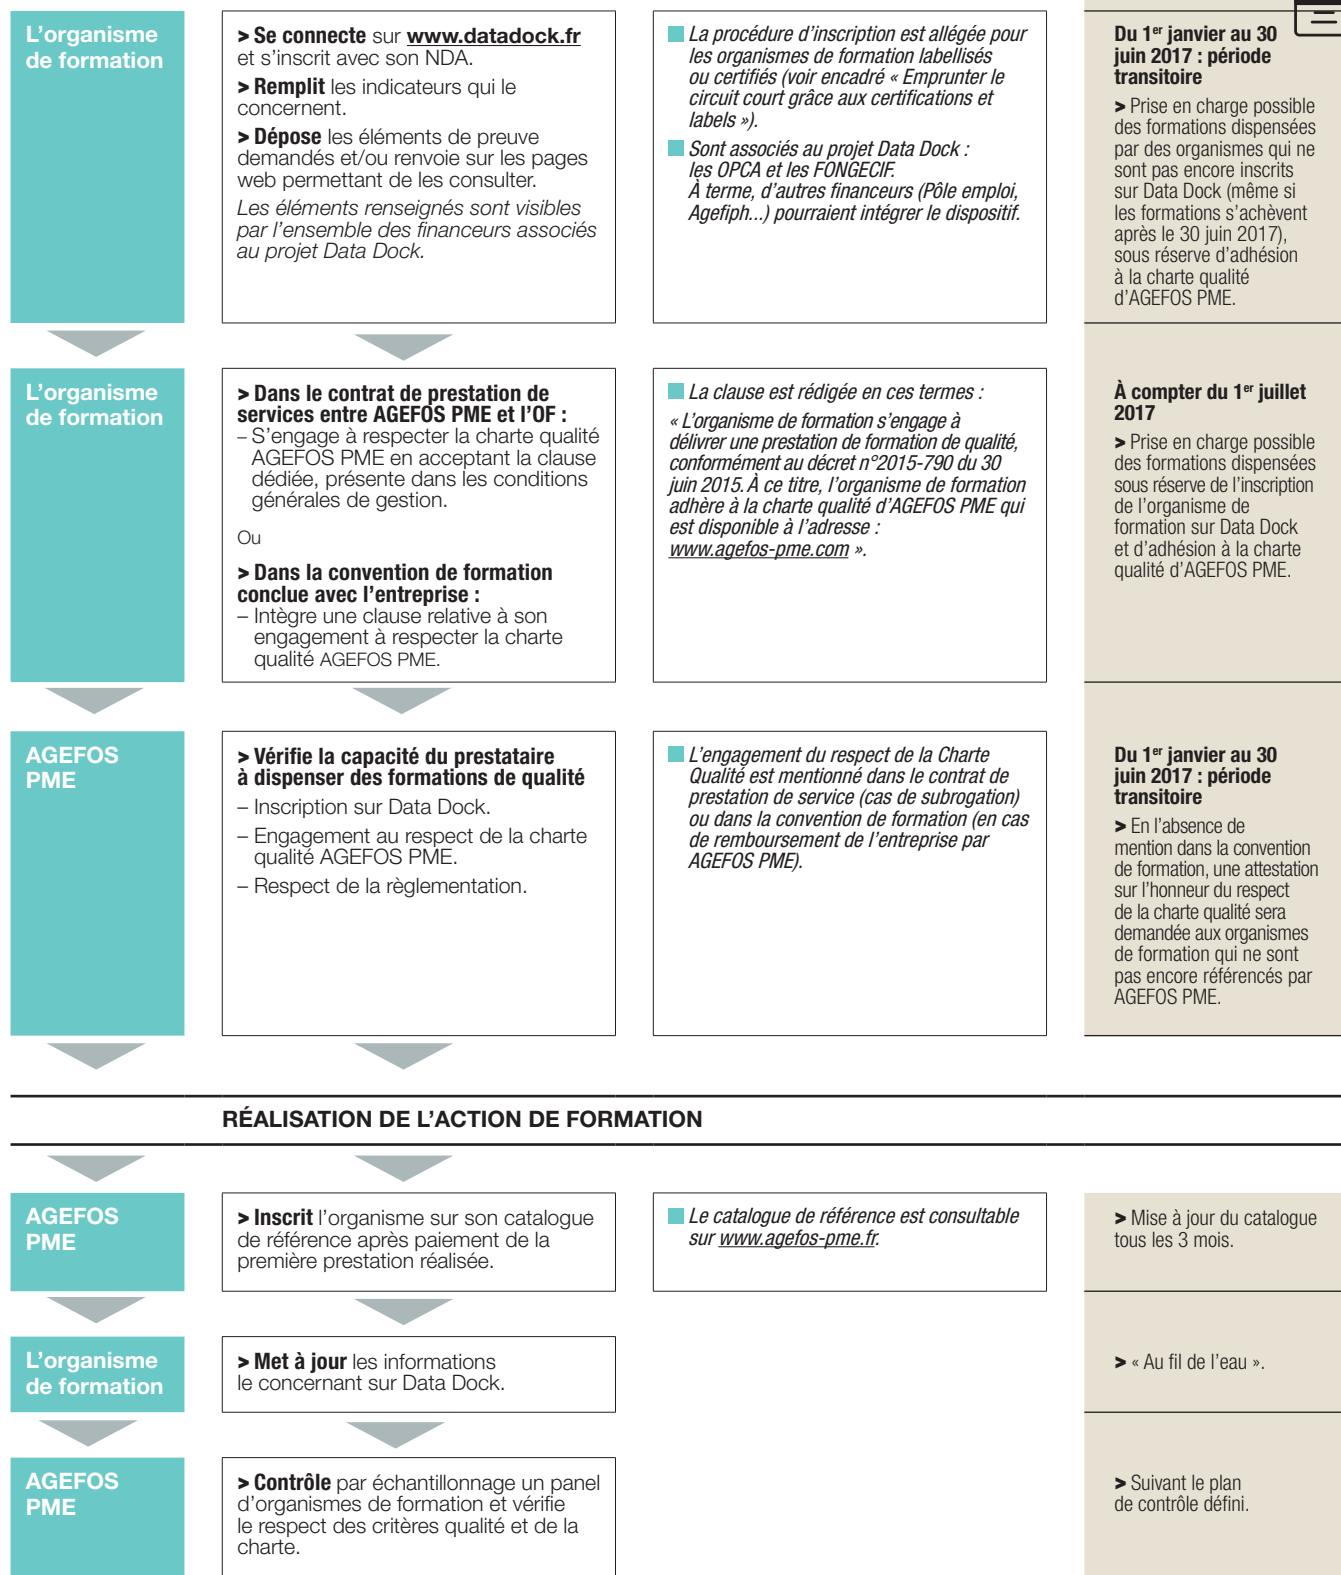 L’organisme
de formation
> Se connecte sur www.datadock.fr
et s’inscrit avec son NDA.
> Remplit les indicateurs qui le
concernent.
> Dépose les éléments de preuve
demandés et/ou renvoie sur les pages
web permettant de les consulter.
Les éléments renseignés sont visibles
par l’ensemble des financeurs associés
au projet Data Dock.
La procédure d’inscription est allégée pour
les organismes de formation labellisés
ou certifiés (voir encadré « Emprunter le
circuit court grâce aux certifications et
labels »).
Sont associés au projet Data Dock :
les OPCA et les FONGECIF.
À terme, d’autres financeurs (Pôle emploi,
Agefiph...) pourraient intégrer le dispositif.
Du 1er janvier au 30
juin 2017 : période
transitoire
> Prise en charge possible
des formations dispensées
par des organismes qui ne
sont pas encore inscrits
sur Data Dock (même si
les formations s’achèvent
après le 30 juin 2017),
sous réserve d’adhésion
à la charte qualité
d’AGEFOS PME.
L’organisme
de formation
> Dans le contrat de prestation de
services entre AGEFOS PME et l’OF :
– S’engage à respecter la charte qualité
AGEFOS PME en acceptant la clause
dédiée, présente dans les conditions
générales de gestion.
Ou
> Dans la convention de formation
conclue avec l’entreprise :
– Intègre une clause relative à son
engagement à respecter la charte
qualité AGEFOS PME.
La clause est rédigée en ces termes :
« L’organisme de formation s’engage à
délivrer une prestation de formation de qualité,
conformément au décret n°2015-790 du 30
juin 2015. À ce titre, l’organisme de formation
adhère à la charte qualité d’AGEFOS PME qui
est disponible à l’adresse :
www.agefos-pme.com ».
À compter du 1er juillet
2017
> Prise en charge possible
des formations dispensées
sous réserve de l’inscription
de l’organisme de
formation sur Data Dock
et d’adhésion à la charte
qualité d’AGEFOS PME.
AGEFOS
PME
> Vérifie la capacité du prestataire
à dispenser des formations de qualité
– Inscription sur Data Dock.
– Engagement au respect de la charte
qualité AGEFOS PME.
– Respect de la règlementation.
L’engagement du respect de la Charte
Qualité est mentionné dans le contrat de
prestation de service (cas de subrogation)
ou dans la convention de formation (en cas
de remboursement de l’entreprise par
AGEFOS PME).
Du 1er janvier au 30
juin 2017 : période
transitoire
> En l’absence de
mention dans la convention
de formation, une attestation
sur l’honneur du respect
de la charte qualité sera
demandée aux organismes
de formation qui ne sont
pas encore référencés par
AGEFOS PME.
RÉALISATION DE L’ACTION DE FORMATION
AGEFOS
PME
> Inscrit l’organisme sur son catalogue
de référence après paiement de la
première prestation réalisée.
Le catalogue de référence est consultable
sur www.agefos-pme.fr.
> Mise à jour du catalogue
tous les 3 mois.
L’organisme
de formation
> Met à jour les informations
le concernant sur Data Dock.
> « Au fil de l’eau ».
AGEFOS
PME
> Contrôle par échantillonnage un panel
d’organismes de formation et vérifie
le respect des critères qualité et de la
charte.
> Suivant le plan
de contrôle défini.